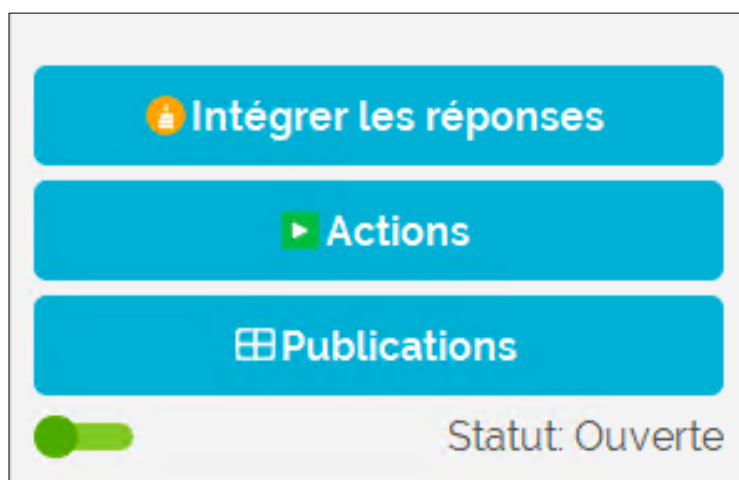 Intégrer les réponses
Actions
Publications
Statut: Ouverte